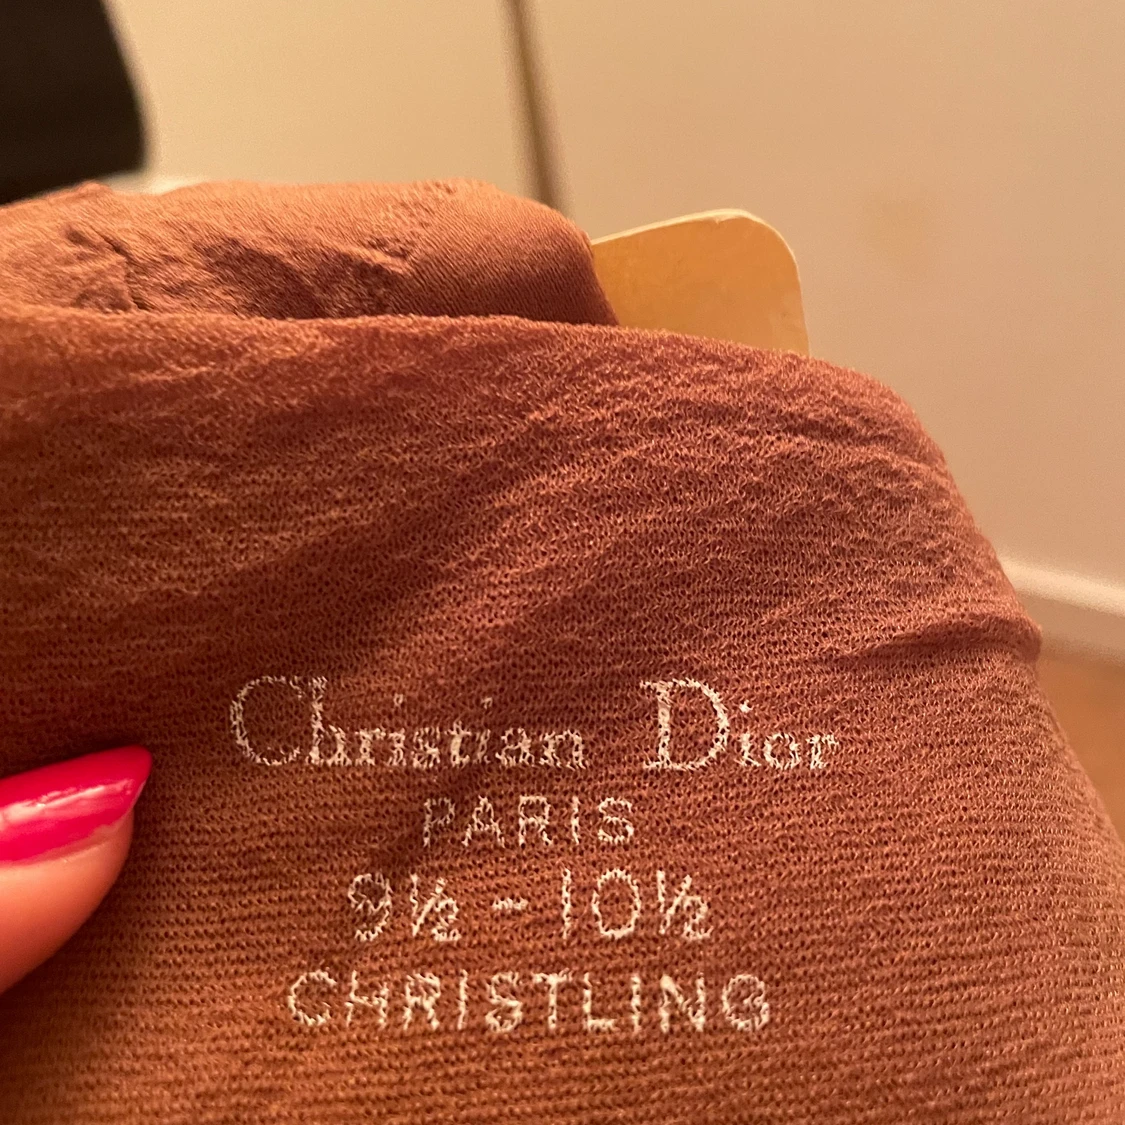 Christian Dior
PARIS
9½ - 10½
CHRISTLING